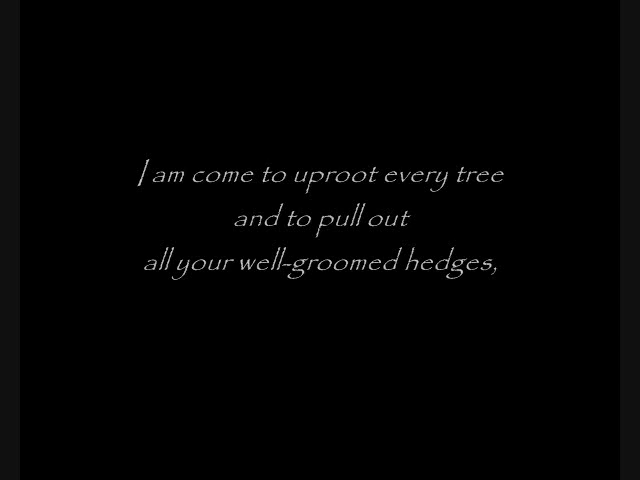 I am come to uproot every tree
and to pull out
all your well-groomed hedges,